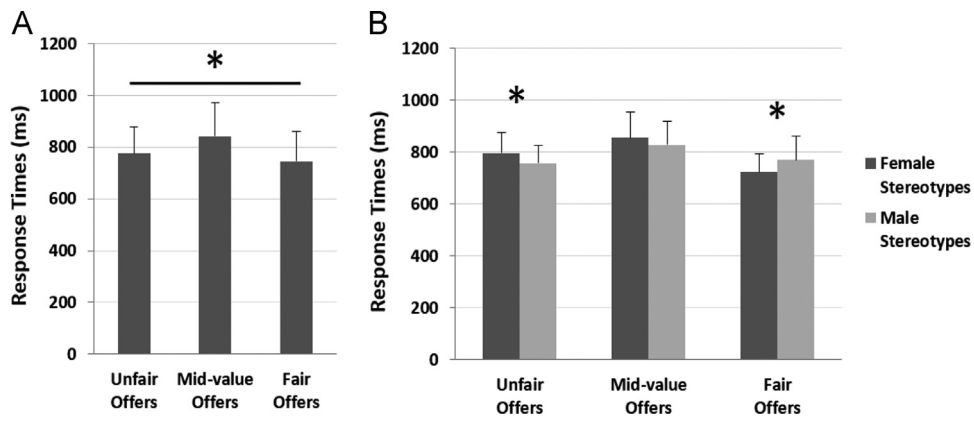 A
Response Times (ms)
1200
1000
800
600
400
200
0
*
Unfair
Offers
Mid-value
Offers
Fair
Offers
B
Response Times (ms)
1200
1000
800
600
400
200
0
*
*
Unfair
Offers
Mid-value
Offers
Fair
Offers
Female
Stereotypes
Male
Stereotypes